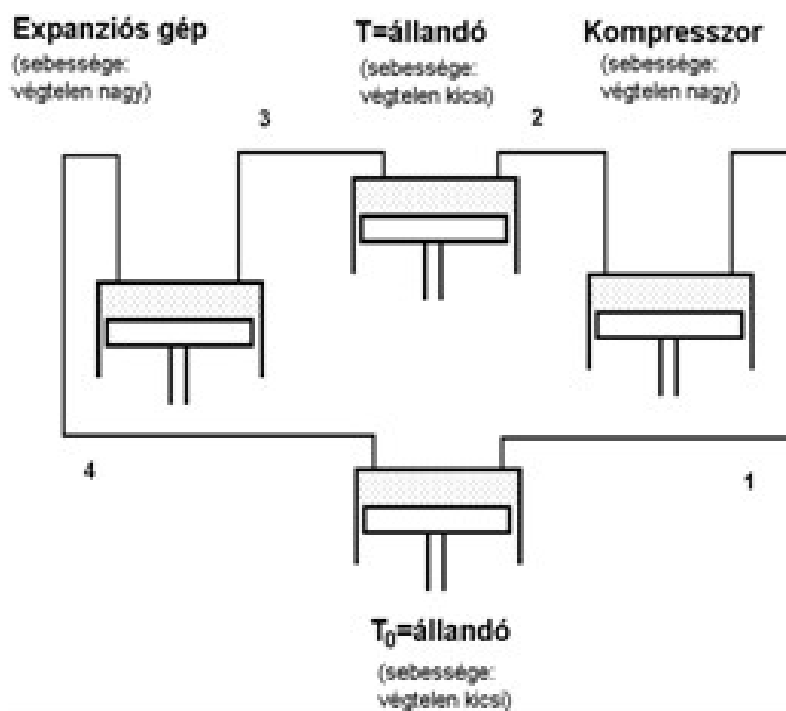 Expanziós gép
(sebessége:
végtelen nagy)
T=állandó
(sebessége:
végtelen kicsi)
Kompresszor
(sebessége:
végtelen nagy)
3
2
4
1
T₀=állandó
(sebessége:
végtelen kicsi)